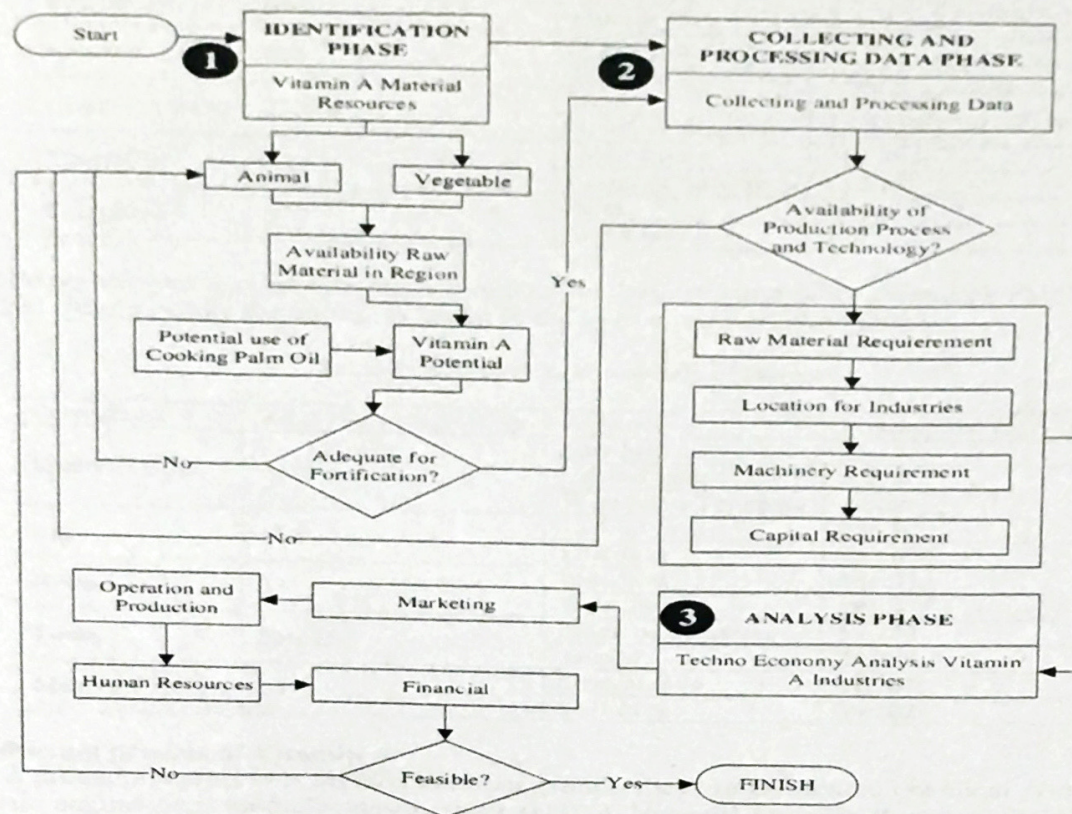 Start
1
IDENTIFICATION
PHASE
Vitamin A Material
Resources
2
COLLECTING AND
PROCESSING DATA PHASE
Collecting and Processing Data
Animal
Vegetable
Availability of
Production Process
and Technology?
Availability Raw
Material in Region
Yes
Potential use of
Cooking Palm Oil
Vitamin A
Potential
Raw Material Requierement
Location for Industries
Adequate for
Fortification?
No
Machinery Requirement
Capital Requirement
No
Operation and
Production
Marketing
3
ANALYSIS PHASE
Techno Economy Analysis Vitamin
A Industries
Human Resources
Financial
No
Feasible?
Yes
FINISH